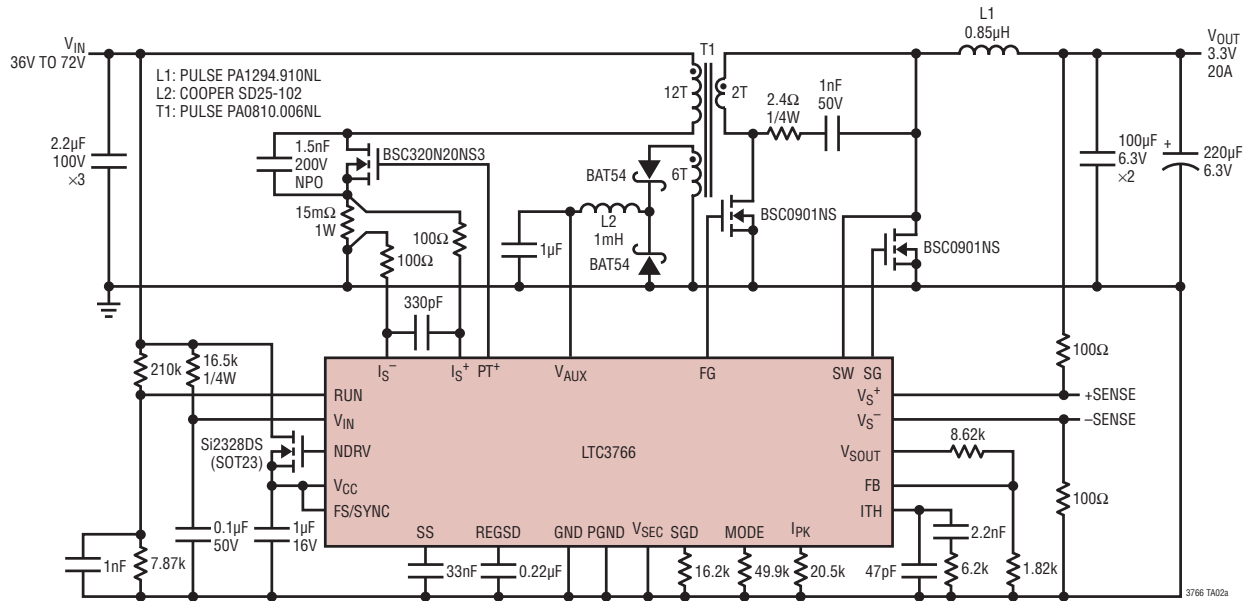 L1
0.85µH
VIN
36V TO 72V
T1
VOUT
3.3V
20A
L1: PULSE PA1294.910NL
L2: COOPER SD25-102
T1: PULSE PA0810.006NL
12T
2T
2.4Ω
1/4W
1nF
50V
2.2µF
100V
×3
1.5nF
200V
NPO
BSC320N20NS3
6T
BAT54
100µF
6.3V
×2
+
220µF
6.3V
15mΩ
1W
100Ω
100Ω
1µF
L2
1mH
BAT54
BSC0901NS
BSC0901NS
330pF
210k
16.5k
1/4W
100Ω
IS–
IS+
PT+
VAUX
FG
SW
SG
RUN
VS+
+SENSE
VIN
VS–
–SENSE
Si2328DS
(SOT23)
NDRV
LTC3766
VSOUT
8.62k
VCC
FB
FS/SYNC
ITH
100Ω
0.1µF
50V
1µF
16V
SS
REGSD
GND
PGND
VSEC
SGD
MODE
IPK
2.2nF
1nF
7.87k
33nF
0.22µF
16.2k
49.9k
20.5k
47pF
6.2k
1.82k
3766 TA02a